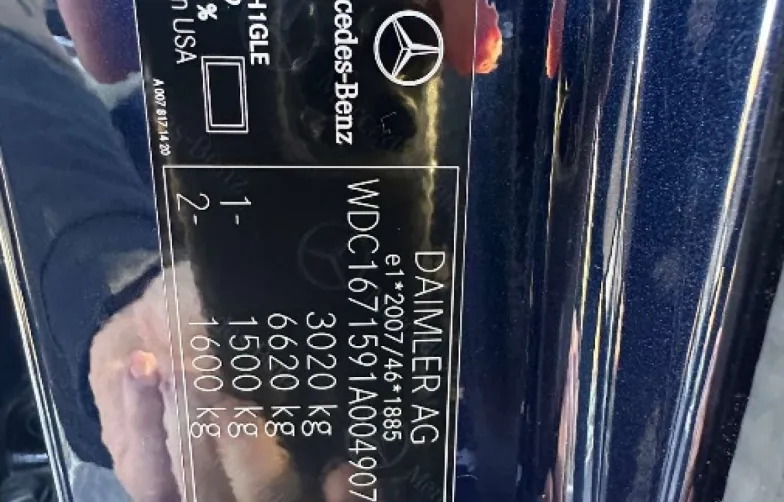 Mercedes-Benz
H1GLE
%
n USA
A 007 817 14 20
DAIMLER AG
e1*2007/46*1885
WDC1671591A004907
3020 kg
6620 kg
1- 1500 kg
2- 1600 kg